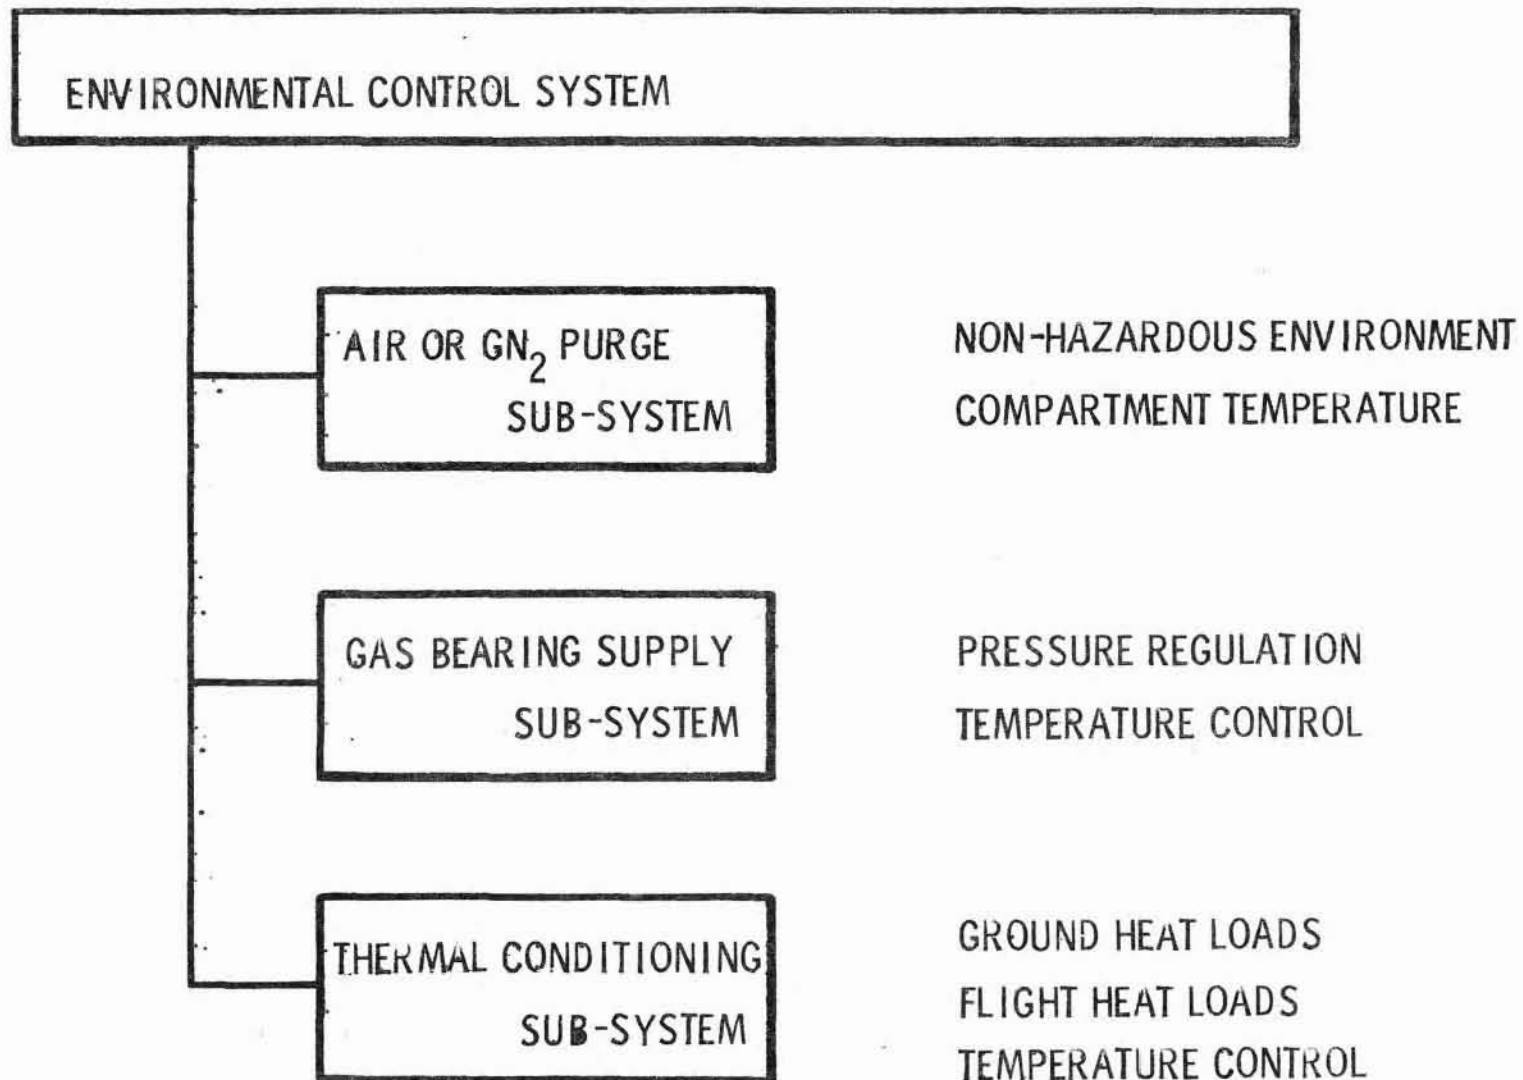 ENVIRONMENTAL CONTROL SYSTEM
AIR OR GN₂ PURGE
SUB-SYSTEM
NON-HAZARDOUS ENVIRONMENT
COMPARTMENT TEMPERATURE
GAS BEARING SUPPLY
SUB-SYSTEM
PRESSURE REGULATION
TEMPERATURE CONTROL
THERMAL CONDITIONING
SUB-SYSTEM
GROUND HEAT LOADS
FLIGHT HEAT LOADS
TEMPERATURE CONTROL